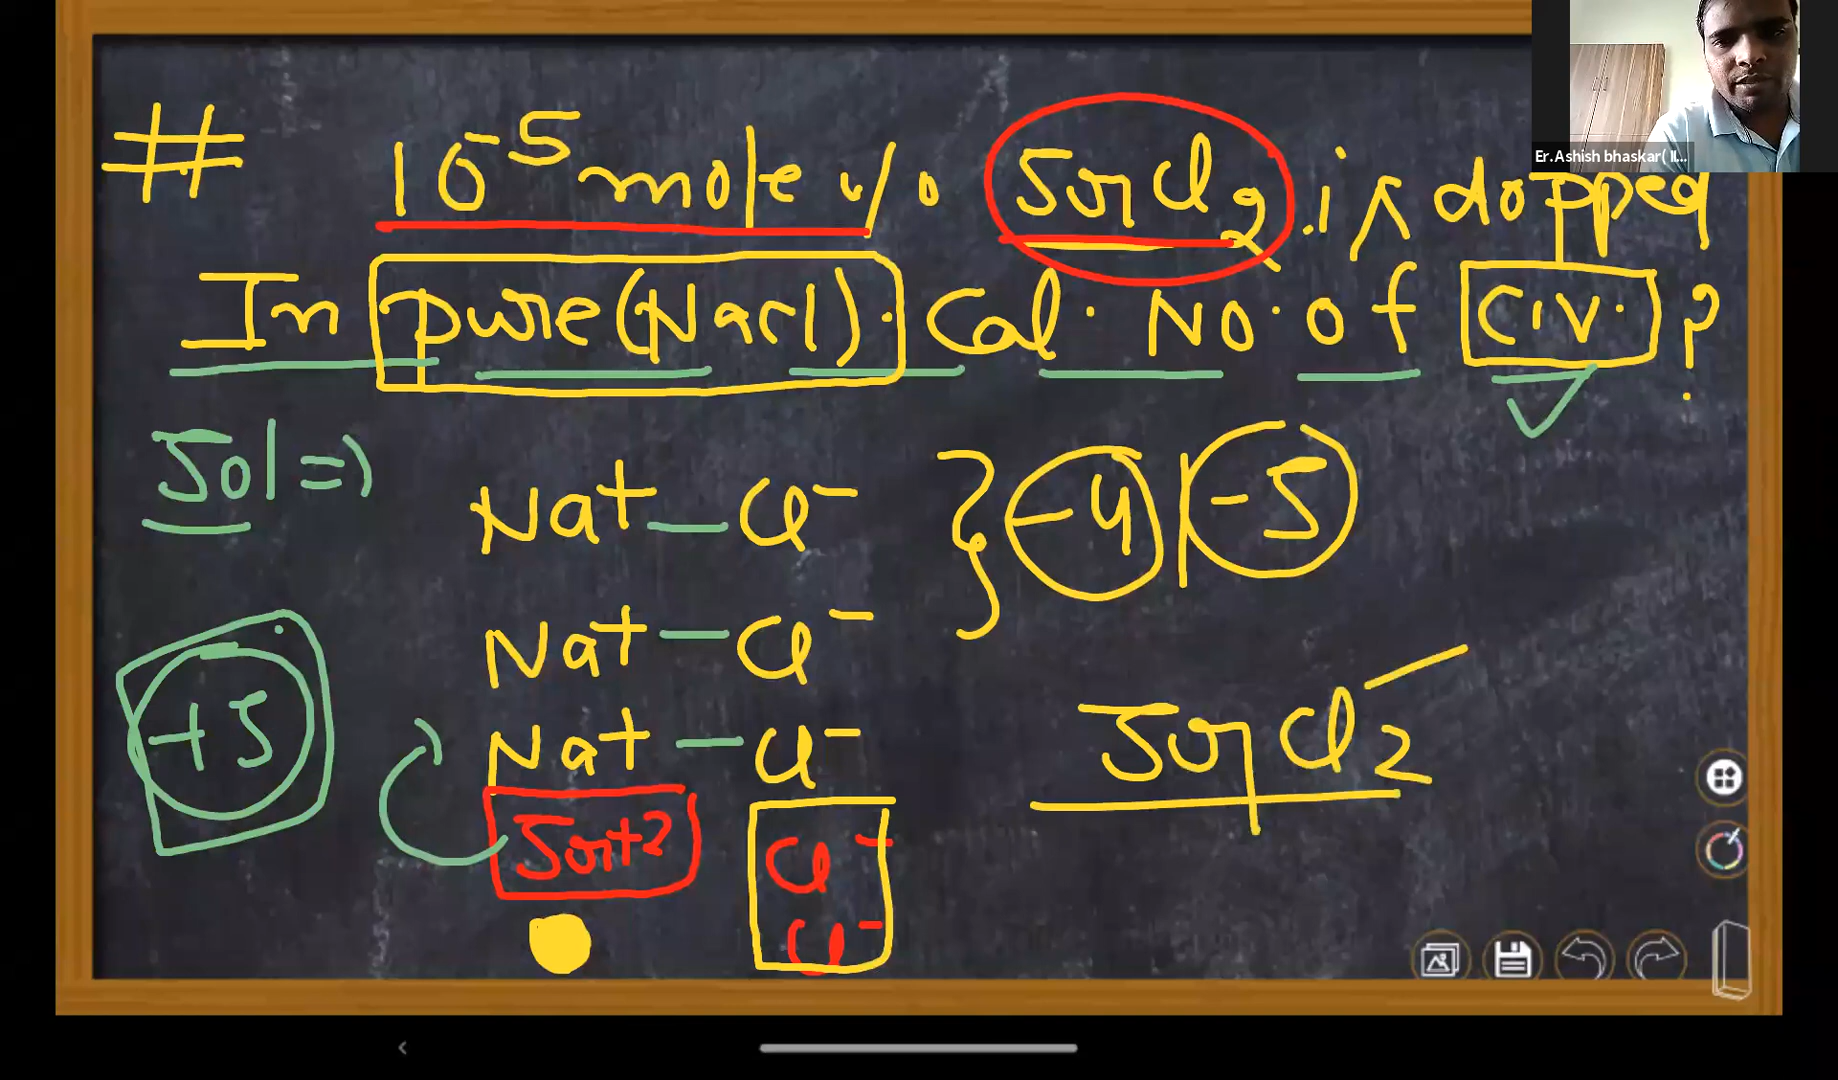 Er.Ashish bhaskar( II...
# 10⁻⁵ mole % SrCl₂ is dopped
In pure (NaCl). Cal. No. of C.V. ?
Sol ⇒
Na⁺ — Cl⁻ } -4 | -5
Na⁺ — Cl⁻
+5
Na⁺ — Cl⁻
SrCl₂
Sr⁺² Cl⁻
Cl⁻